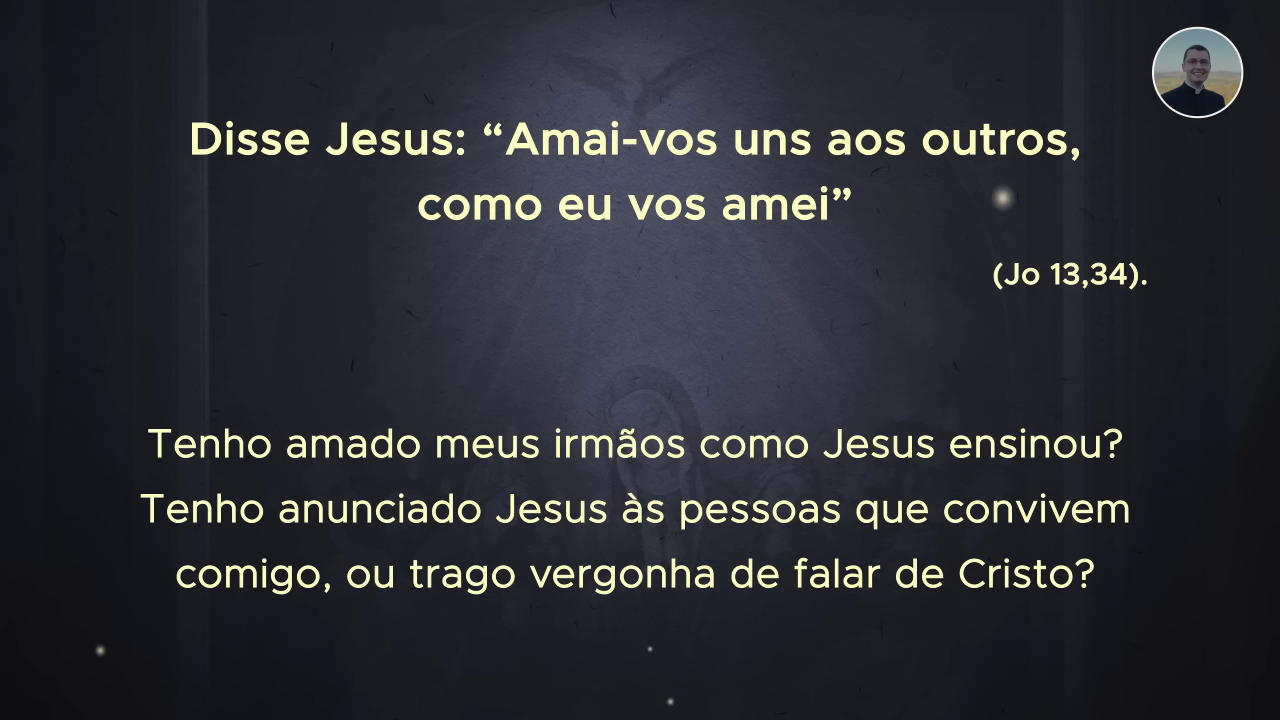 Disse Jesus: “Amai-vos uns aos outros,
como eu vos amei”
(Jo 13,34).
Tenho amado meus irmãos como Jesus ensinou?
Tenho anunciado Jesus às pessoas que convivem
comigo, ou trago vergonha de falar de Cristo?